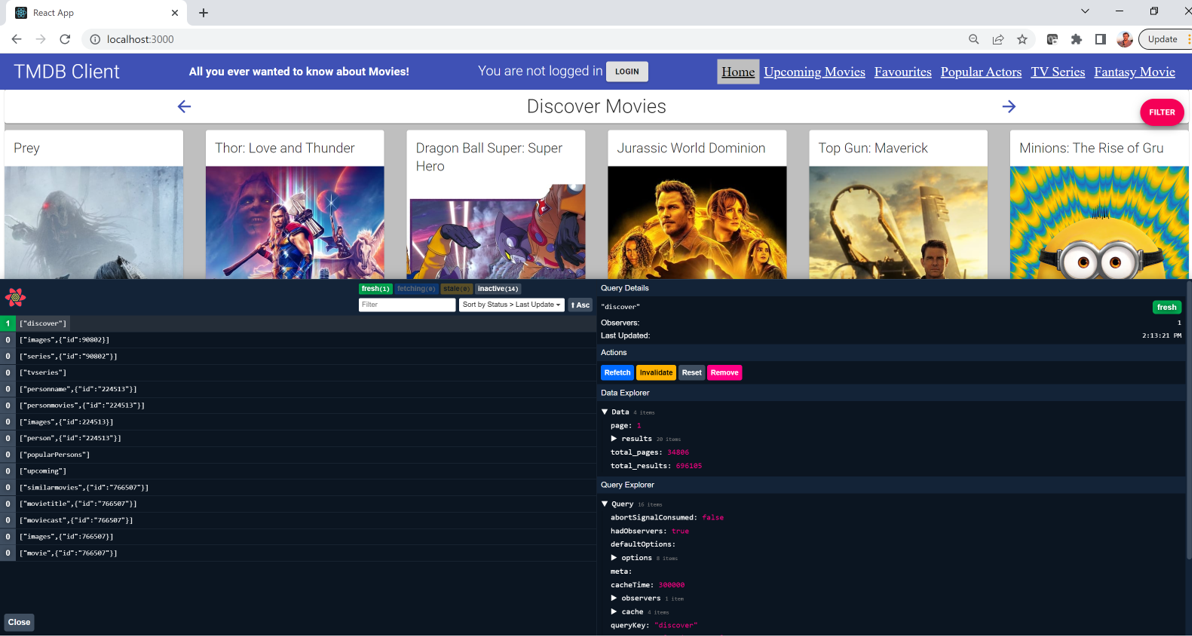 React App
localhost:3000
Update
TMDB Client
All you ever wanted to know about Movies!
You are not logged in LOGIN
Home Upcoming Movies Favourites Popular Actors TV Series Fantasy Movie
Discover Movies
FILTER
Prey
Thor: Love and Thunder
Dragon Ball Super: Super
Hero
Jurassic World Dominion
Top Gun: Maverick
Minions: The Rise of Gru
fresh(1) fetching(0) stale(0) inactive(14)
Filter
Sort by Status > Last Update
⬆ Asc
1 ["discover"]
0 ["images",{"id":90802}]
0 ["series",{"id":"90802"}]
0 ["tvseries"]
0 ["personname",{"id":"224513"}]
0 ["personmovies",{"id":"224513"}]
0 ["images",{"id":224513}]
0 ["person",{"id":"224513"}]
0 ["popularPersons"]
0 ["upcoming"]
0 ["similarmovies",{"id":"766507"}]
0 ["movietitle",{"id":"766507"}]
0 ["moviecast",{"id":"766507"}]
0 ["images",{"id":766507}]
0 ["movie",{"id":"766507"}]
Close
Query Details
"discover" fresh
Observers: 1
Last Updated: 2:13:21 PM
Actions
Refetch Invalidate Reset Remove
Data Explorer
▼ Data 4 items
page: 1
▶ results 20 items
total_pages: 34806
total_results: 696105
Query Explorer
▼ Query 16 items
abortSignalConsumed: false
hadObservers: true
defaultOptions:
▶ options 8 items
meta:
cacheTime: 300000
▶ observers 1 item
▶ cache 4 items
queryKey: "discover"